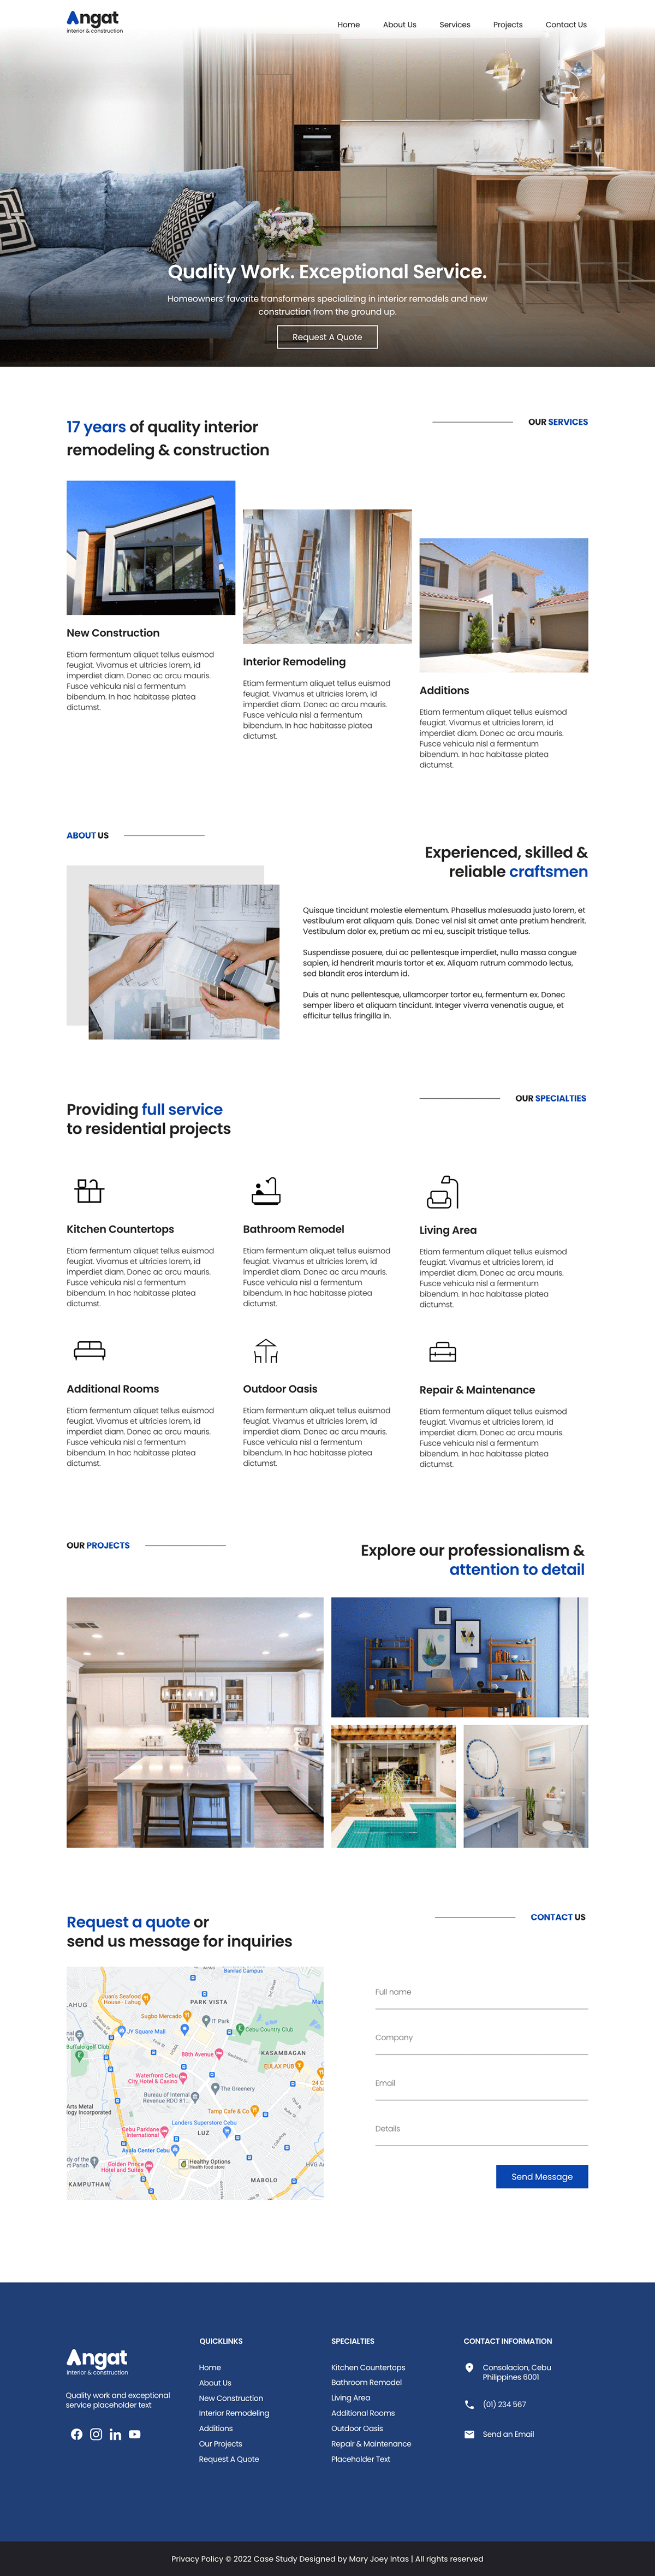 Angat
interior & construction
Home
About Us
Services
Projects
Contact Us
Quality Work. Exceptional Service.
Homeowners' favorite transformers specializing in interior remodels and new
construction from the ground up.
Request A Quote
17 years of quality interior
remodeling & construction
OUR SERVICES
New Construction
Etiam fermentum aliquet tellus euismod
feugiat. Vivamus et ultricies lorem, id
imperdiet diam. Donec ac arcu mauris.
Fusce vehicula nisl a fermentum
bibendum. In hac habitasse platea
dictumst.
Interior Remodeling
Etiam fermentum aliquet tellus euismod
feugiat. Vivamus et ultricies lorem, id
imperdiet diam. Donec ac arcu mauris.
Fusce vehicula nisl a fermentum
bibendum. In hac habitasse platea
dictumst.
Additions
Etiam fermentum aliquet tellus euismod
feugiat. Vivamus et ultricies lorem, id
imperdiet diam. Donec ac arcu mauris.
Fusce vehicula nisl a fermentum
bibendum. In hac habitasse platea
dictumst.
ABOUT US
Experienced, skilled &
reliable craftsmen
Quisque tincidunt molestie elementum. Phasellus malesuada justo lorem, et
vestibulum erat aliquam quis. Donec vel nisl sit amet ante pretium hendrerit.
Vestibulum dolor ex, pretium ac mi eu, suscipit tristique tellus.
Suspendisse posuere, dui ac pellentesque imperdiet, nulla massa congue
sapien, id hendrerit mauris tortor et ex. Aliquam rutrum commodo lectus,
sed blandit eros interdum id.
Duis at nunc pellentesque, ullamcorper tortor eu, fermentum ex. Donec
semper libero et aliquam tincidunt. Integer viverra venenatis augue, et
efficitur tellus fringilla in.
Providing full service
to residential projects
OUR SPECIALTIES
Kitchen Countertops
Etiam fermentum aliquet tellus euismod
feugiat. Vivamus et ultricies lorem, id
imperdiet diam. Donec ac arcu mauris.
Fusce vehicula nisl a fermentum
bibendum. In hac habitasse platea
dictumst.
Bathroom Remodel
Etiam fermentum aliquet tellus euismod
feugiat. Vivamus et ultricies lorem, id
imperdiet diam. Donec ac arcu mauris.
Fusce vehicula nisl a fermentum
bibendum. In hac habitasse platea
dictumst.
Living Area
Etiam fermentum aliquet tellus euismod
feugiat. Vivamus et ultricies lorem, id
imperdiet diam. Donec ac arcu mauris.
Fusce vehicula nisl a fermentum
bibendum. In hac habitasse platea
dictumst.
Additional Rooms
Etiam fermentum aliquet tellus euismod
feugiat. Vivamus et ultricies lorem, id
imperdiet diam. Donec ac arcu mauris.
Fusce vehicula nisl a fermentum
bibendum. In hac habitasse platea
dictumst.
Outdoor Oasis
Etiam fermentum aliquet tellus euismod
feugiat. Vivamus et ultricies lorem, id
imperdiet diam. Donec ac arcu mauris.
Fusce vehicula nisl a fermentum
bibendum. In hac habitasse platea
dictumst.
Repair & Maintenance
Etiam fermentum aliquet tellus euismod
feugiat. Vivamus et ultricies lorem, id
imperdiet diam. Donec ac arcu mauris.
Fusce vehicula nisl a fermentum
bibendum. In hac habitasse platea
dictumst.
OUR PROJECTS
Explore our professionalism &
attention to detail
Request a quote or
send us message for inquiries
CONTACT US
Banilad Campus
House - Lahug
PARK VISTA
AHUG
Sugbo Mercado
IT Park
JY Square Mall
Cebu Country Club
Buffalo golf Club
88th Avenue
KASAMBAGAN
ELILAX PUB
Waterfront Cebu
City Hotel & Casino
The Greenery
Bureau of Internal
Revenue RDO 81...
Arts Metal
logy Incorporated
Tamp Cafe & Co
Landers Superstore Cebu
Cebu Parklane
International
LUZ
Ayala Center Cebu
Healthy Options
Health food store
Golden Prince
Hotel and Suites
MABOLO
KAMPUTHAW
Full name
Company
Email
Details
Send Message
Angat
interior & construction
Quality work and exceptional
service placeholder text
QUICKLINKS
Home
About Us
New Construction
Interior Remodeling
Additions
Our Projects
Request A Quote
SPECIALTIES
Kitchen Countertops
Bathroom Remodel
Living Area
Additional Rooms
Outdoor Oasis
Repair & Maintenance
Placeholder Text
CONTACT INFORMATION
Consolacion, Cebu
Philippines 6001
(01) 234 567
Send an Email
Privacy Policy © 2022 Case Study Designed by Mary Joey Intas | All rights reserved